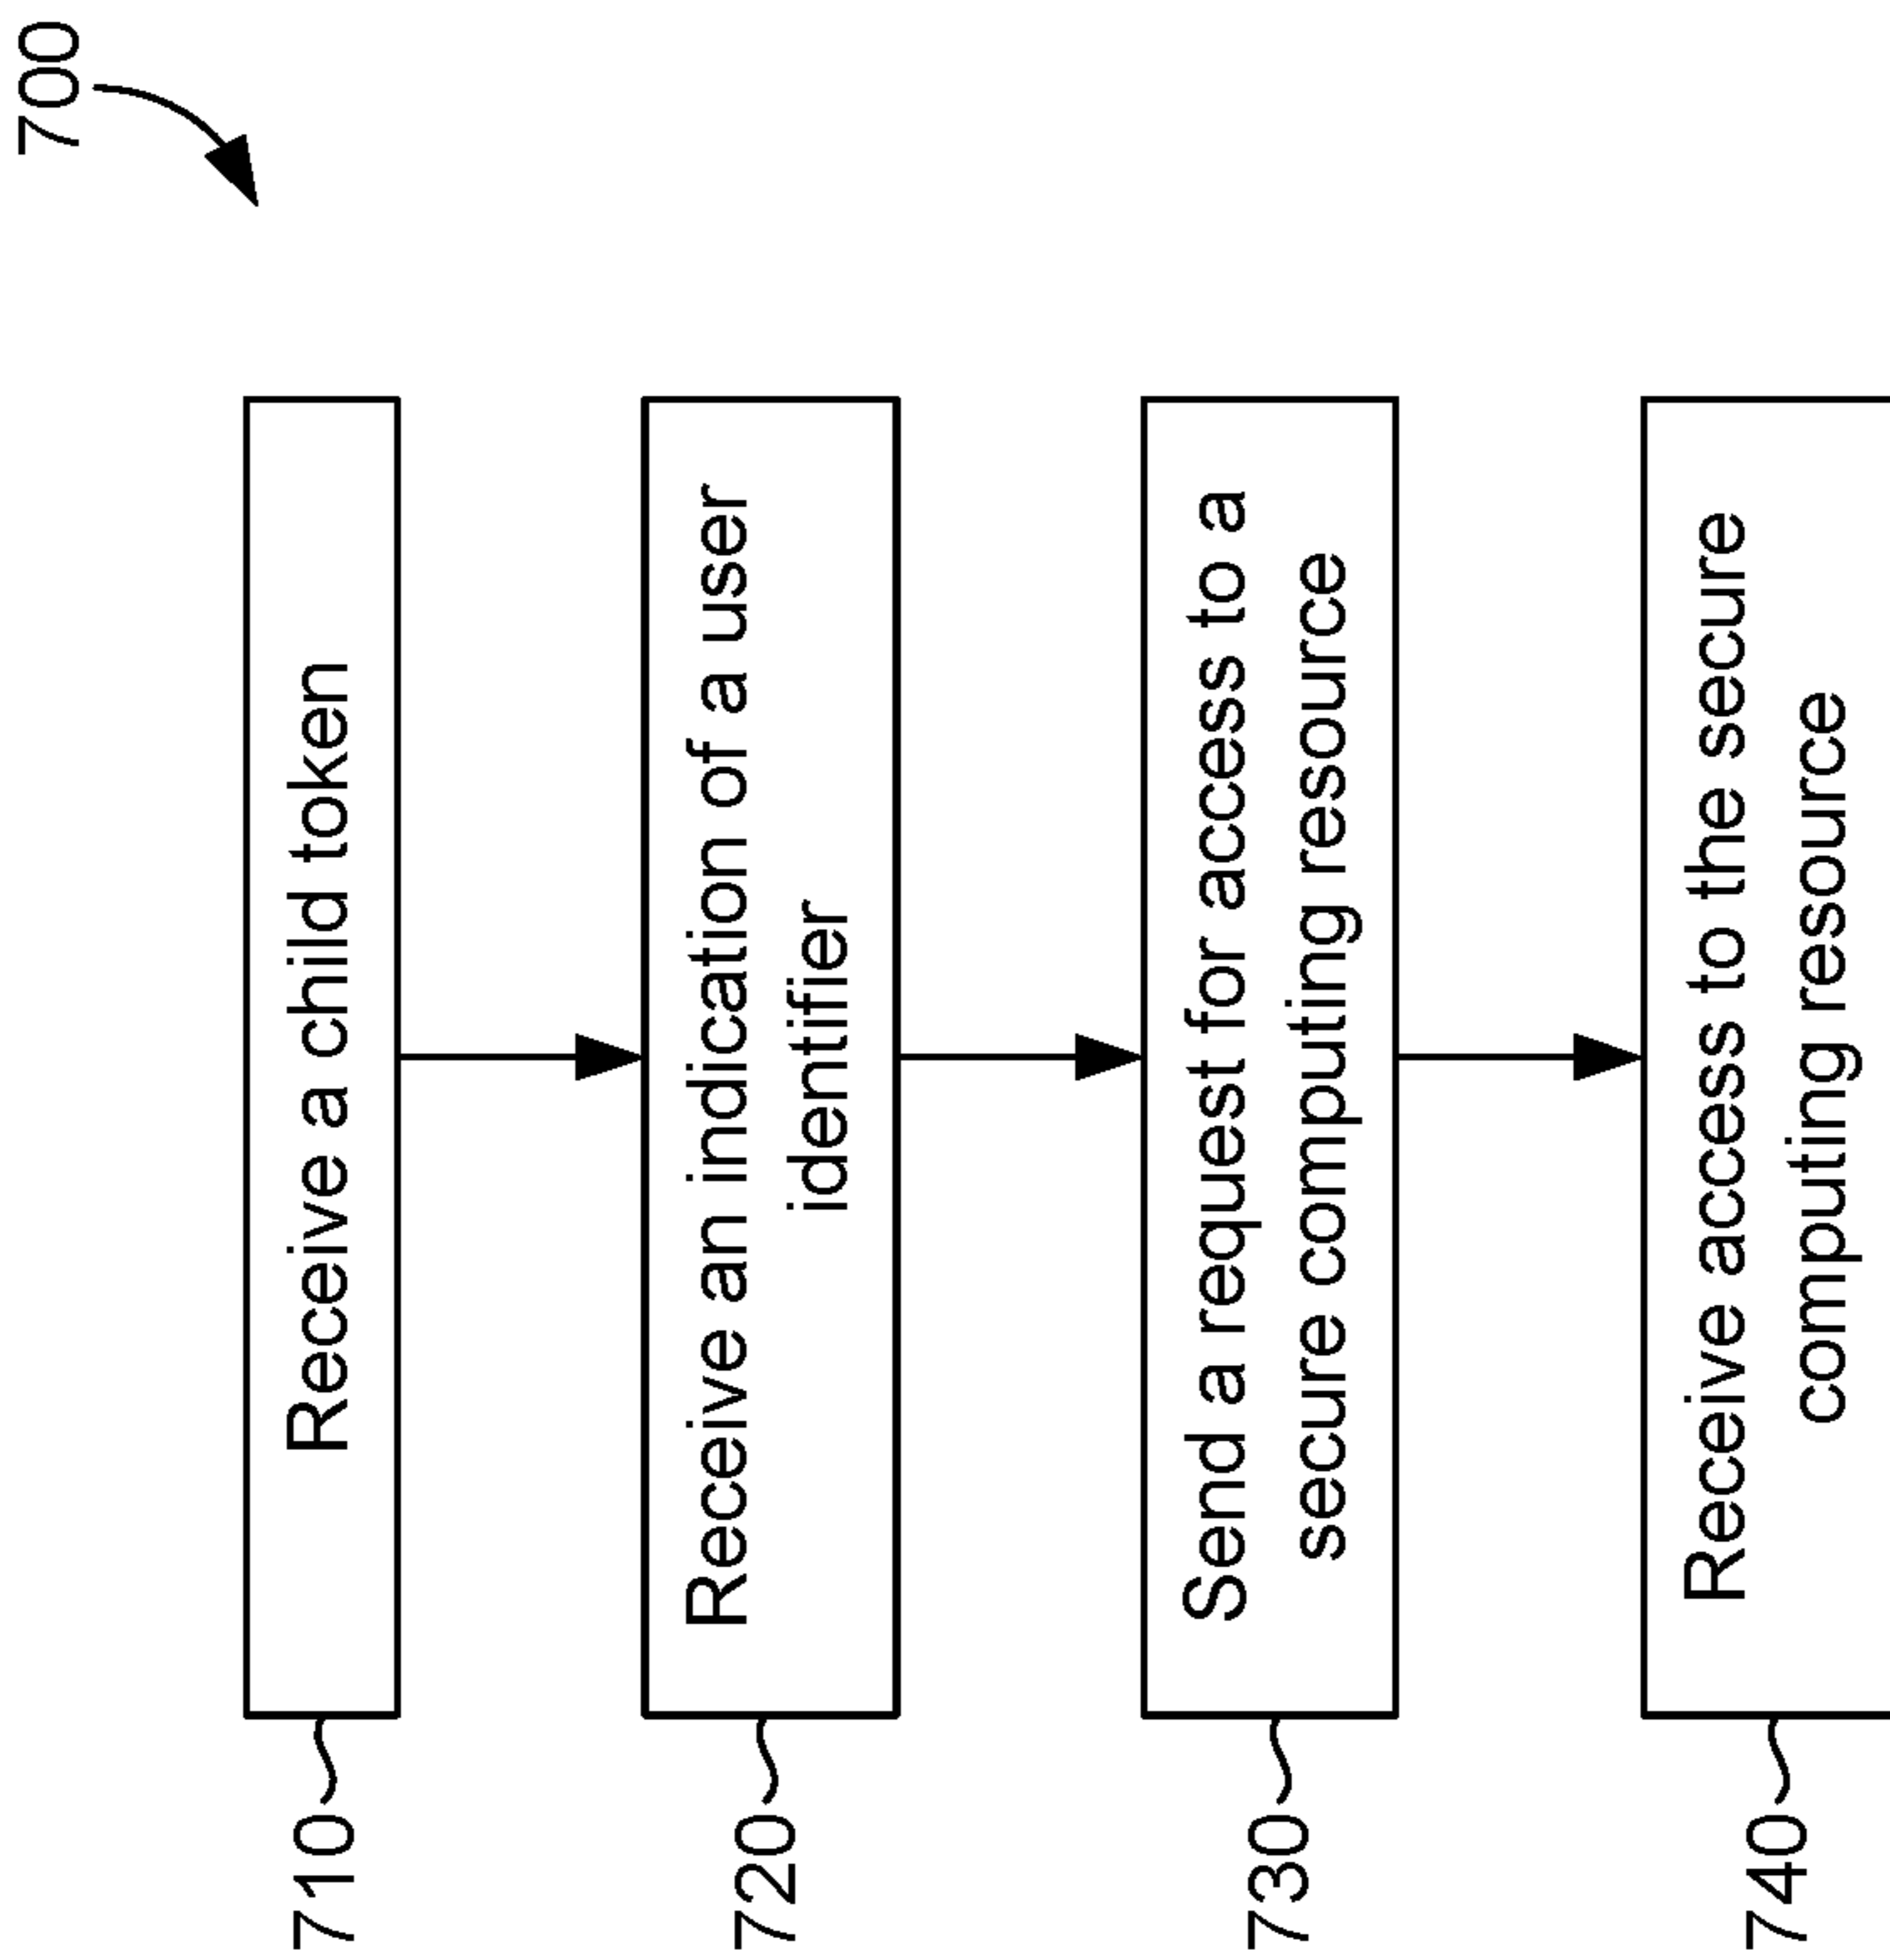 700
710
Receive a child token
720
Receive an indication of a user
identifier
730
Send a request for access to a
secure computing resource
740
Receive access to the secure
computing resource